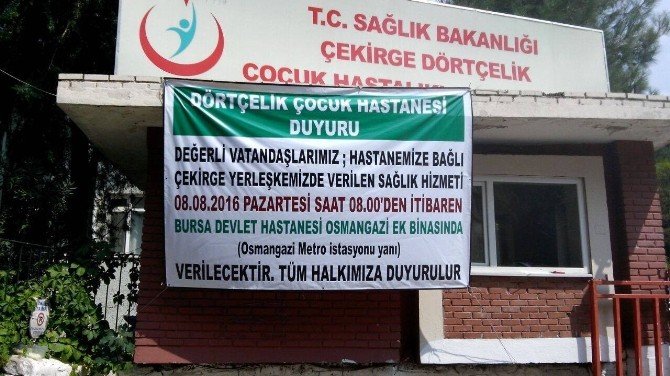 T.C. SAĞLIK BAKANLIĞI
ÇEKİRGE DÖRTÇELİK
ÇOCUK
DÖRTÇELİK ÇOCUK HASTANESİ
DUYURU
DEĞERLİ VATANDAŞLARIMIZ ; HASTANEMİZE BAĞLI
ÇEKİRGE YERLEŞKEMİZDE VERİLEN SAĞLIK HİZMETİ
08.08.2016 PAZARTESİ SAAT 08.00'DEN İTİBAREN
BURSA DEVLET HASTANESİ OSMANGAZİ EK BİNASINDA
(Osmangazi Metro istasyonu yanı)
VERİLECEKTİR. TÜM HALKIMIZA DUYURULUR